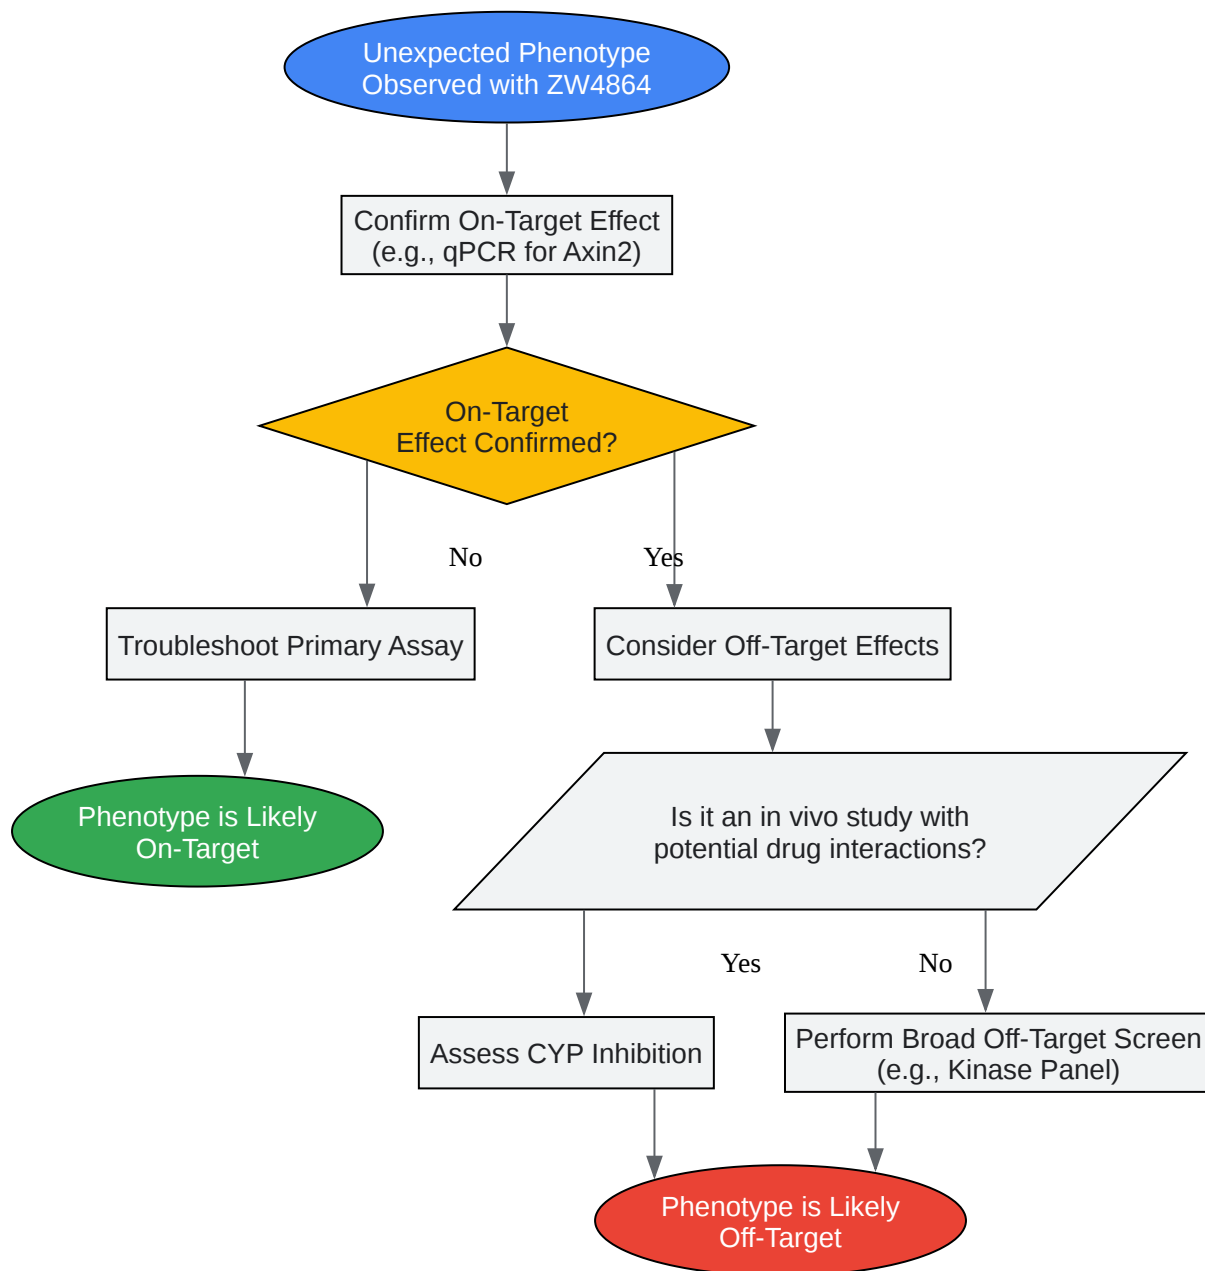 Unexpected Phenotype
Observed with ZW4864
Confirm On-Target Effect
(e.g., qPCR for Axin2)
On-Target
Effect Confirmed?
No
Yes
Troubleshoot Primary Assay
Consider Off-Target Effects
Phenotype is Likely
On-Target
Is it an in vivo study with
potential drug interactions?
Yes
No
Assess CYP Inhibition
Perform Broad Off-Target Screen
(e.g., Kinase Panel)
Phenotype is Likely
Off-Target